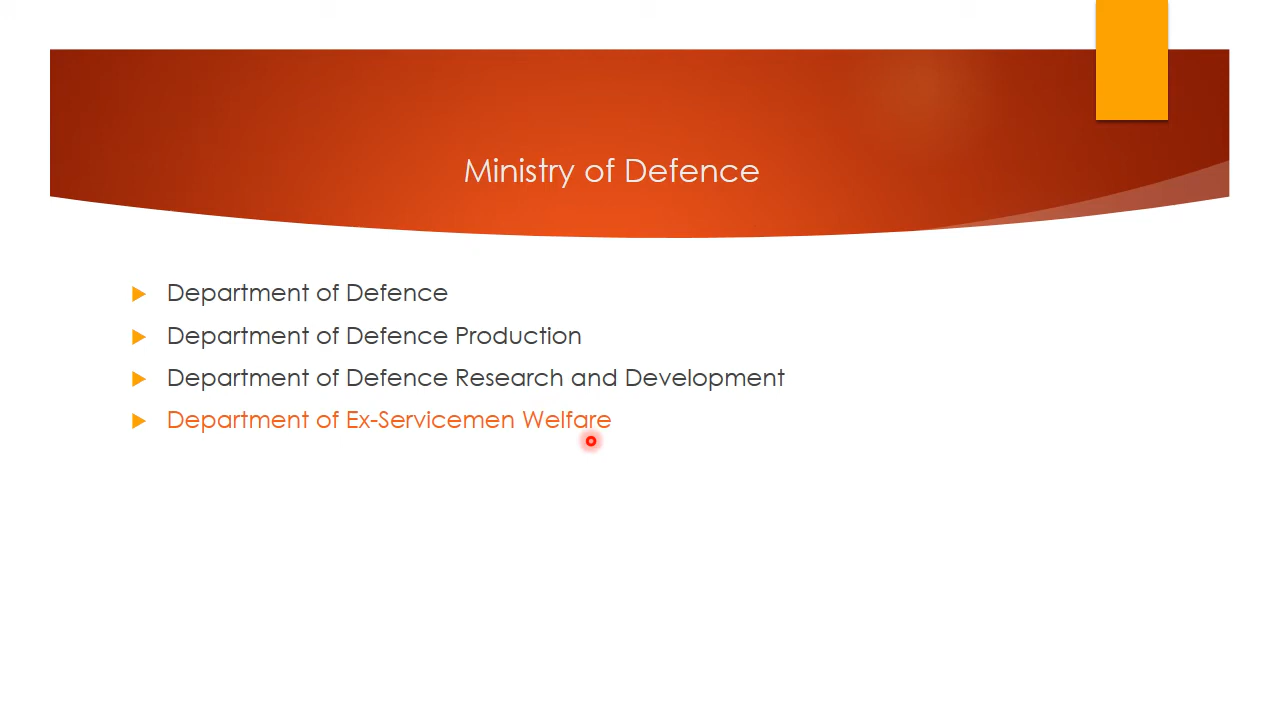 Ministry of Defence
Department of Defence
Department of Defence Production
Department of Defence Research and Development
Department of Ex-Servicemen Welfare